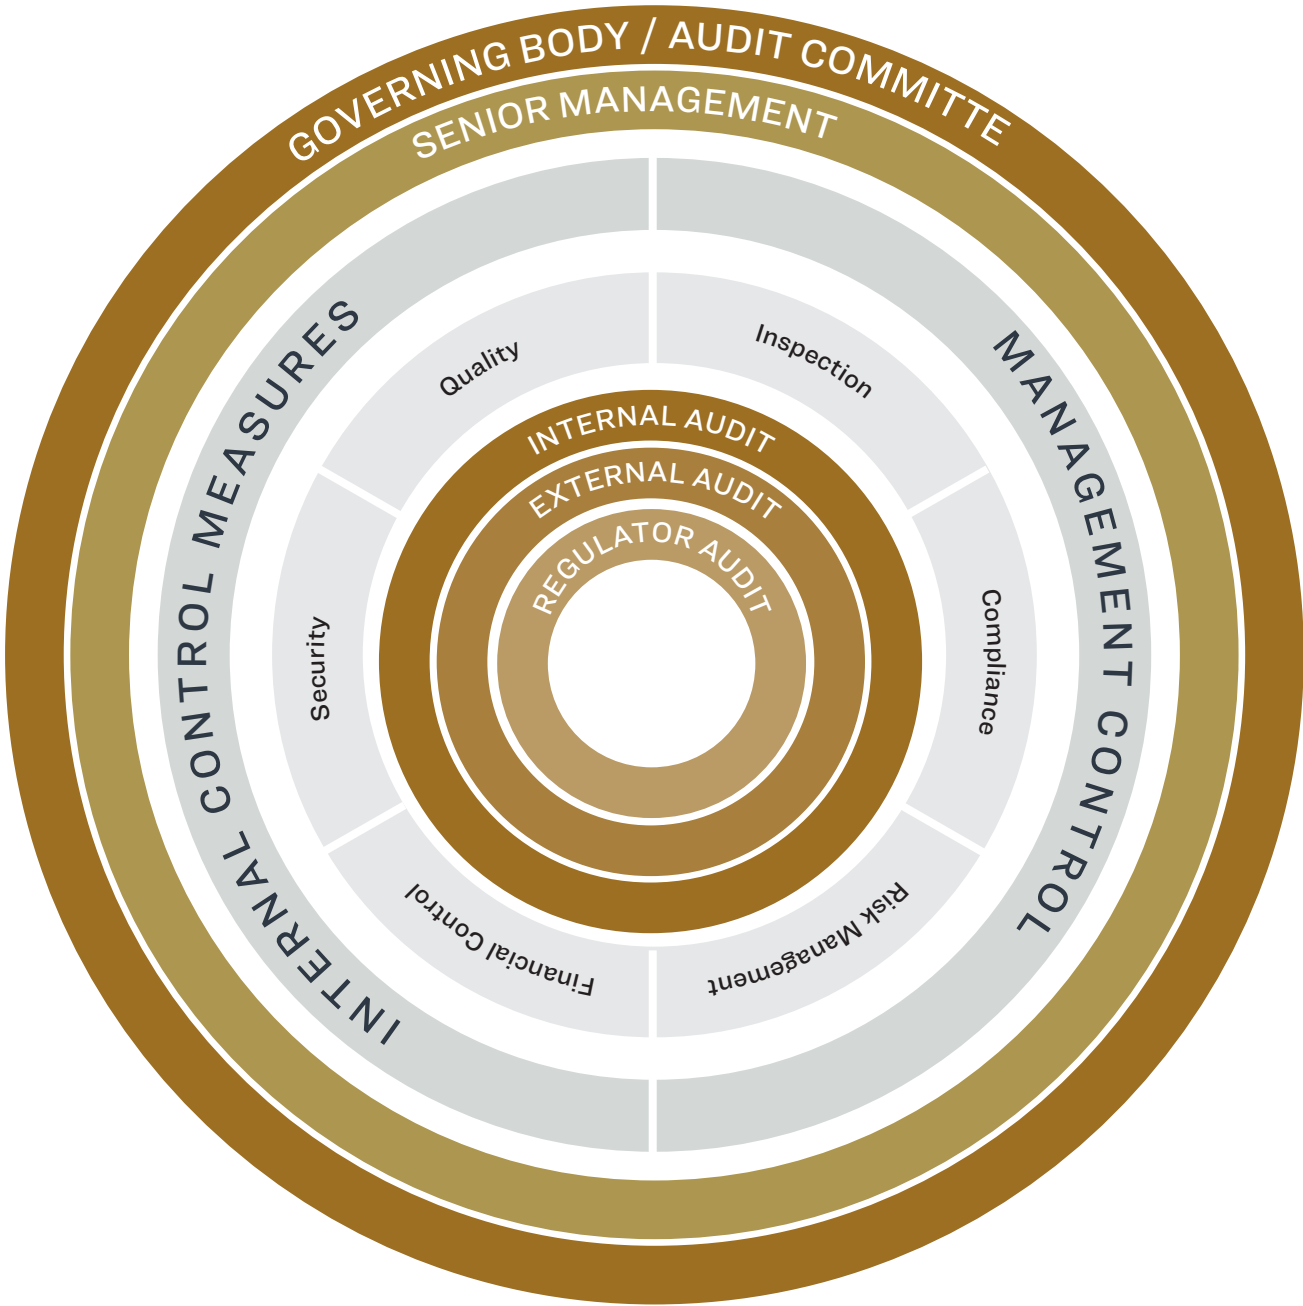 GOVERNING BODY / AUDIT COMMITTE
SENIOR MANAGEMENT
INTERNAL CONTROL MEASURES
MANAGEMENT CONTROL
Quality
Inspection
Security
Compliance
Financial Control
Risk Management
INTERNAL AUDIT
EXTERNAL AUDIT
REGULATOR AUDIT